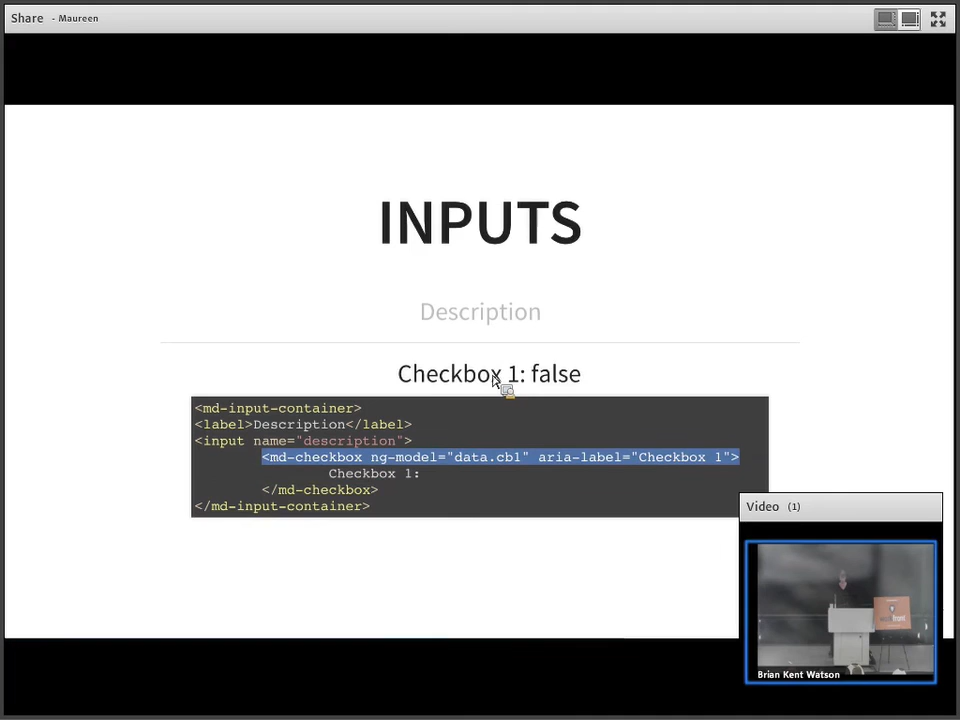 Share - Maureen
INPUTS
Description
Checkbox 1: false
<md-input-container>
<label>Description</label>
<input name="description">
<md-checkbox ng-model="data.cb1" aria-label="Checkbox 1">
Checkbox 1:
</md-checkbox>
</md-input-container>
Video (1)
Brian Kent Watson